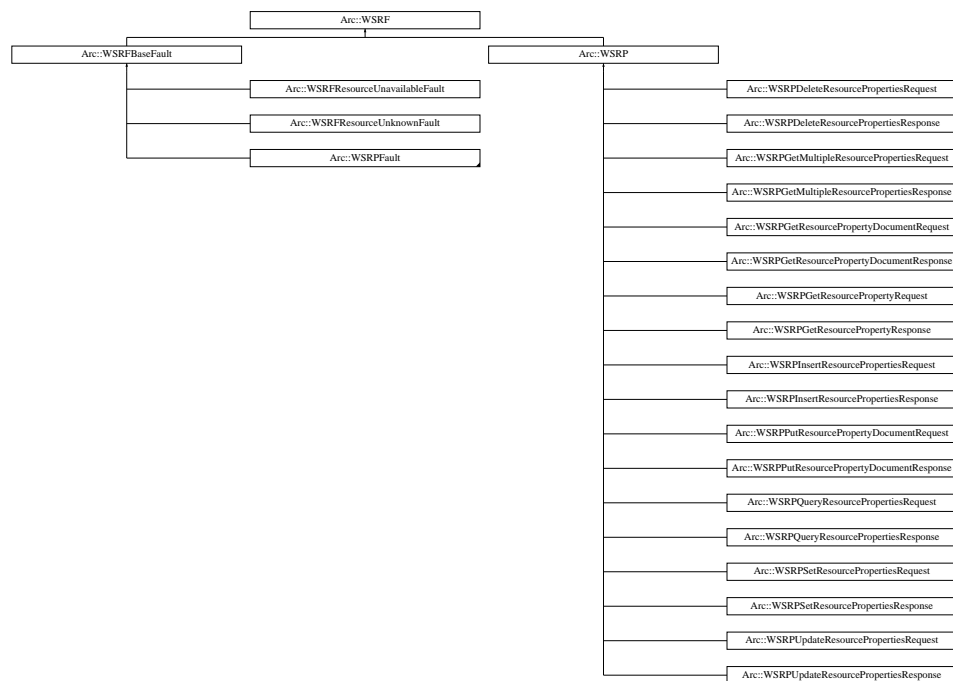 Arc::WSRF
Arc::WSRFBaseFault
Arc::WSRP
Arc::WSRFResourceUnavailableFault
Arc::WSRPDeleteResourcePropertiesRequest
Arc::WSRFResourceUnknownFault
Arc::WSRPDeleteResourcePropertiesResponse
Arc::WSRPFault
Arc::WSRPGetMultipleResourcePropertiesRequest
Arc::WSRPGetMultipleResourcePropertiesResponse
Arc::WSRPGetResourcePropertyDocumentRequest
Arc::WSRPGetResourcePropertyDocumentResponse
Arc::WSRPGetResourcePropertyRequest
Arc::WSRPGetResourcePropertyResponse
Arc::WSRPInsertResourcePropertiesRequest
Arc::WSRPInsertResourcePropertiesResponse
Arc::WSRPPutResourcePropertyDocumentRequest
Arc::WSRPPutResourcePropertyDocumentResponse
Arc::WSRPQueryResourcePropertiesRequest
Arc::WSRPQueryResourcePropertiesResponse
Arc::WSRPSetResourcePropertiesRequest
Arc::WSRPSetResourcePropertiesResponse
Arc::WSRPUpdateResourcePropertiesRequest
Arc::WSRPUpdateResourcePropertiesResponse